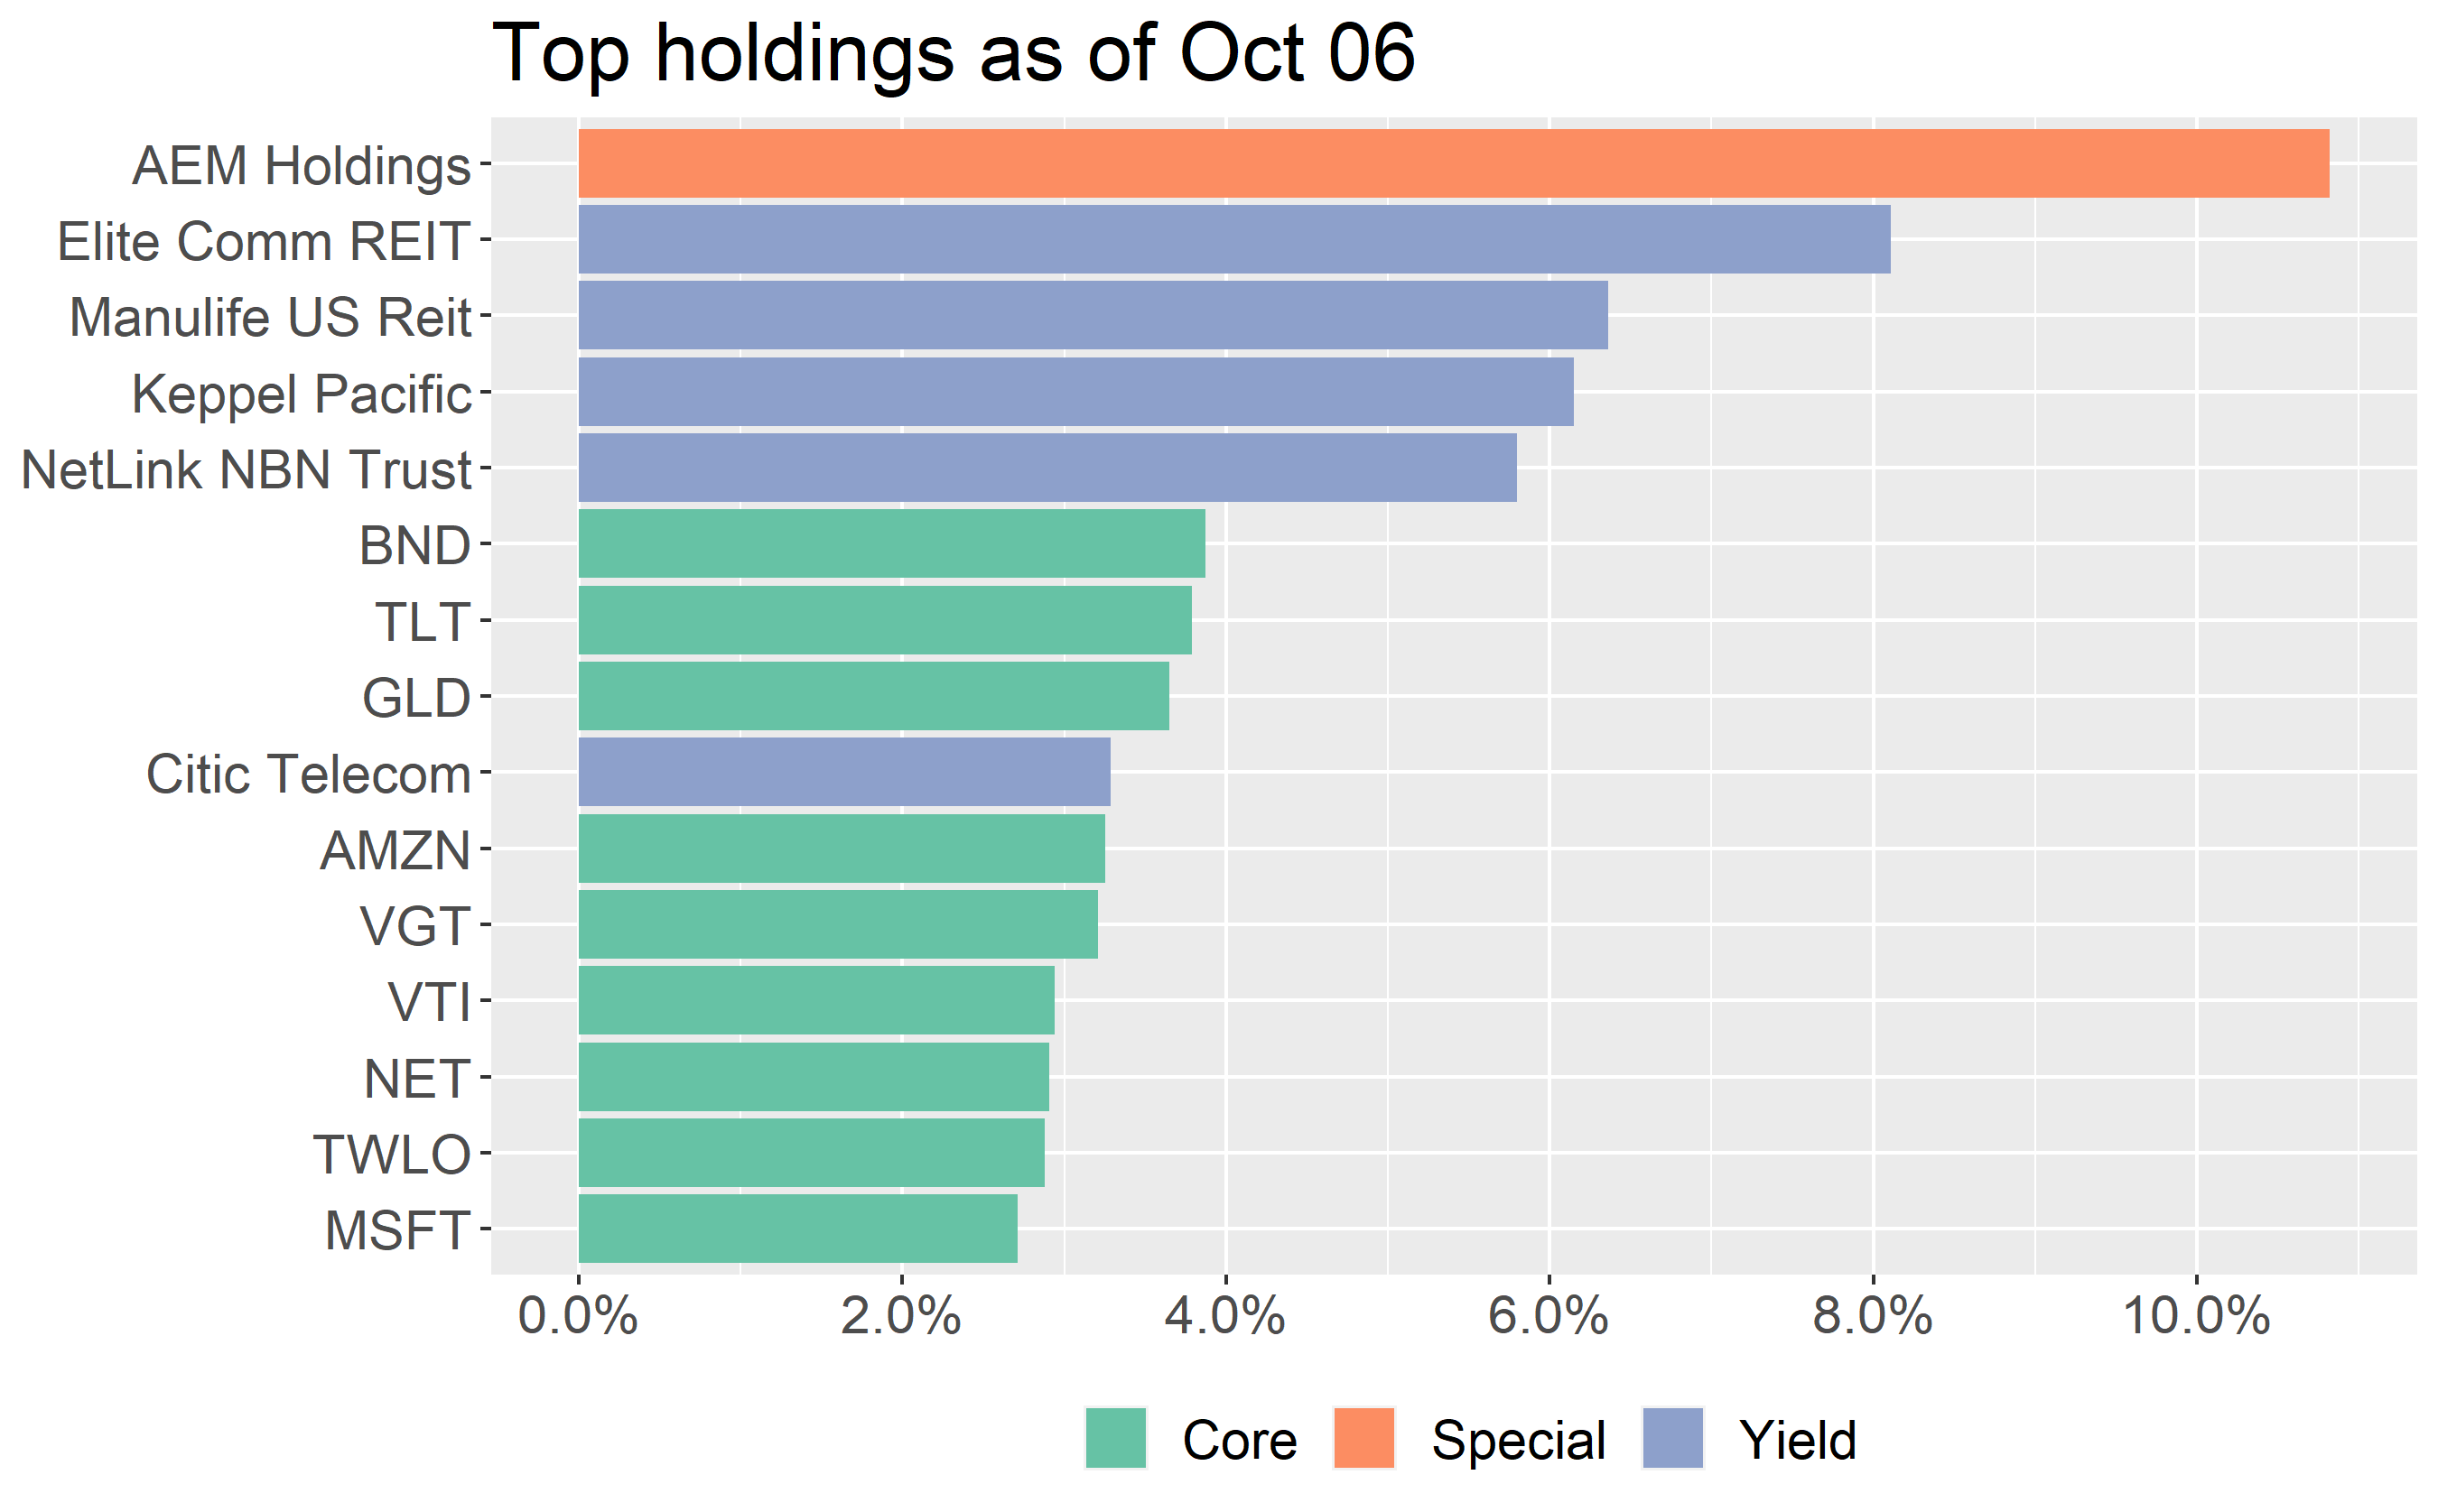 Top holdings as of Oct 06
AEM Holdings
Elite Comm REIT
Manulife US Reit
Keppel Pacific
NetLink NBN Trust
BND
TLT
GLD
Citic Telecom
AMZN
VGT
VTI
NET
TWLO
MSFT
0.0% 2.0% 4.0% 6.0% 8.0% 10.0%
Core Special Yield